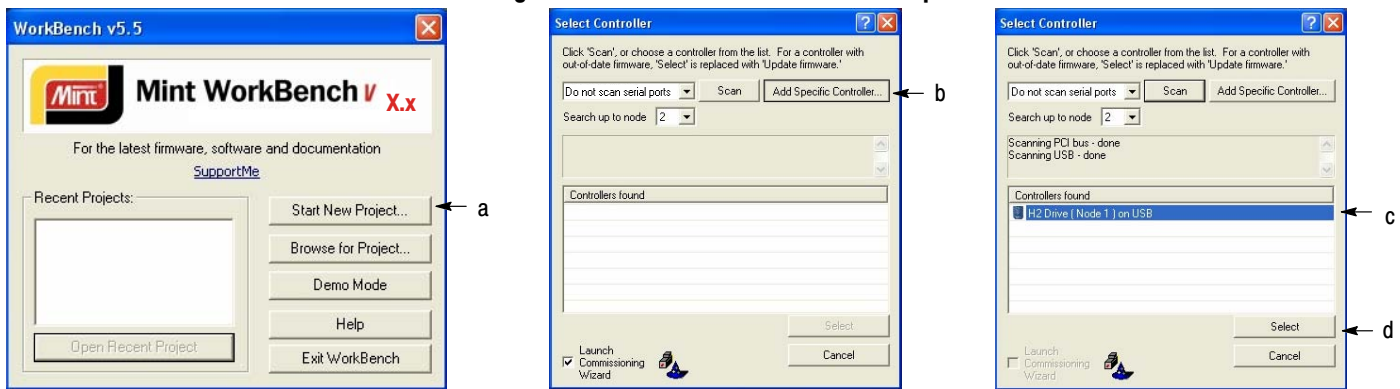 WorkBench v5.5
Mint
Mint WorkBench V X.x
For the latest firmware, software and documentation
SupportMe
Recent Projects:
Start New Project...
Browse for Project...
Demo Mode
Help
Open Recent Project
Exit WorkBench
a
Select Controller
Click 'Scan', or choose a controller from the list. For a controller with
out-of-date firmware, 'Select' is replaced with 'Update firmware.'
Do not scan serial ports
Scan
Add Specific Controller...
b
Search up to node 2
Controllers found
Select
Launch
Commissioning
Wizard
Cancel
Select Controller
Click 'Scan', or choose a controller from the list. For a controller with
out-of-date firmware, 'Select' is replaced with 'Update firmware.'
Do not scan serial ports
Scan
Add Specific Controller...
Search up to node 2
Scanning PCI bus - done
Scanning USB - done
Controllers found
H2 Drive ( Node 1 ) on USB
c
Select
d
Launch
Commissioning
Wizard
Cancel